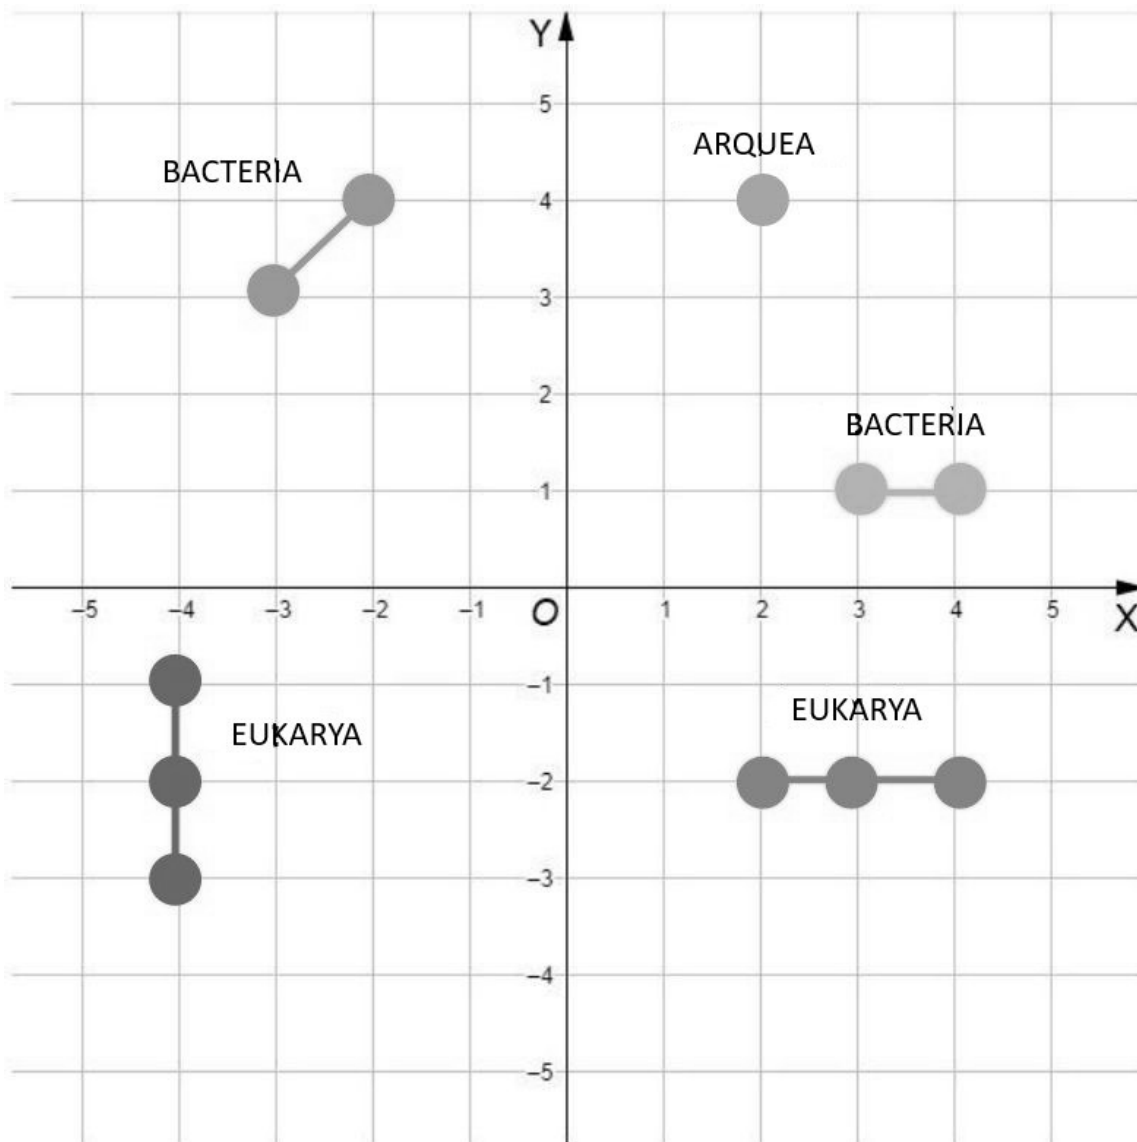 Y
5
ARQUEA
BACTERIA
4
3
2
BACTERIA
1
–5 –4 –3 –2 –1 O 1 2 3 4 5 X
–1
EUKARYA
EUKARYA
–2
–3
–4
–5